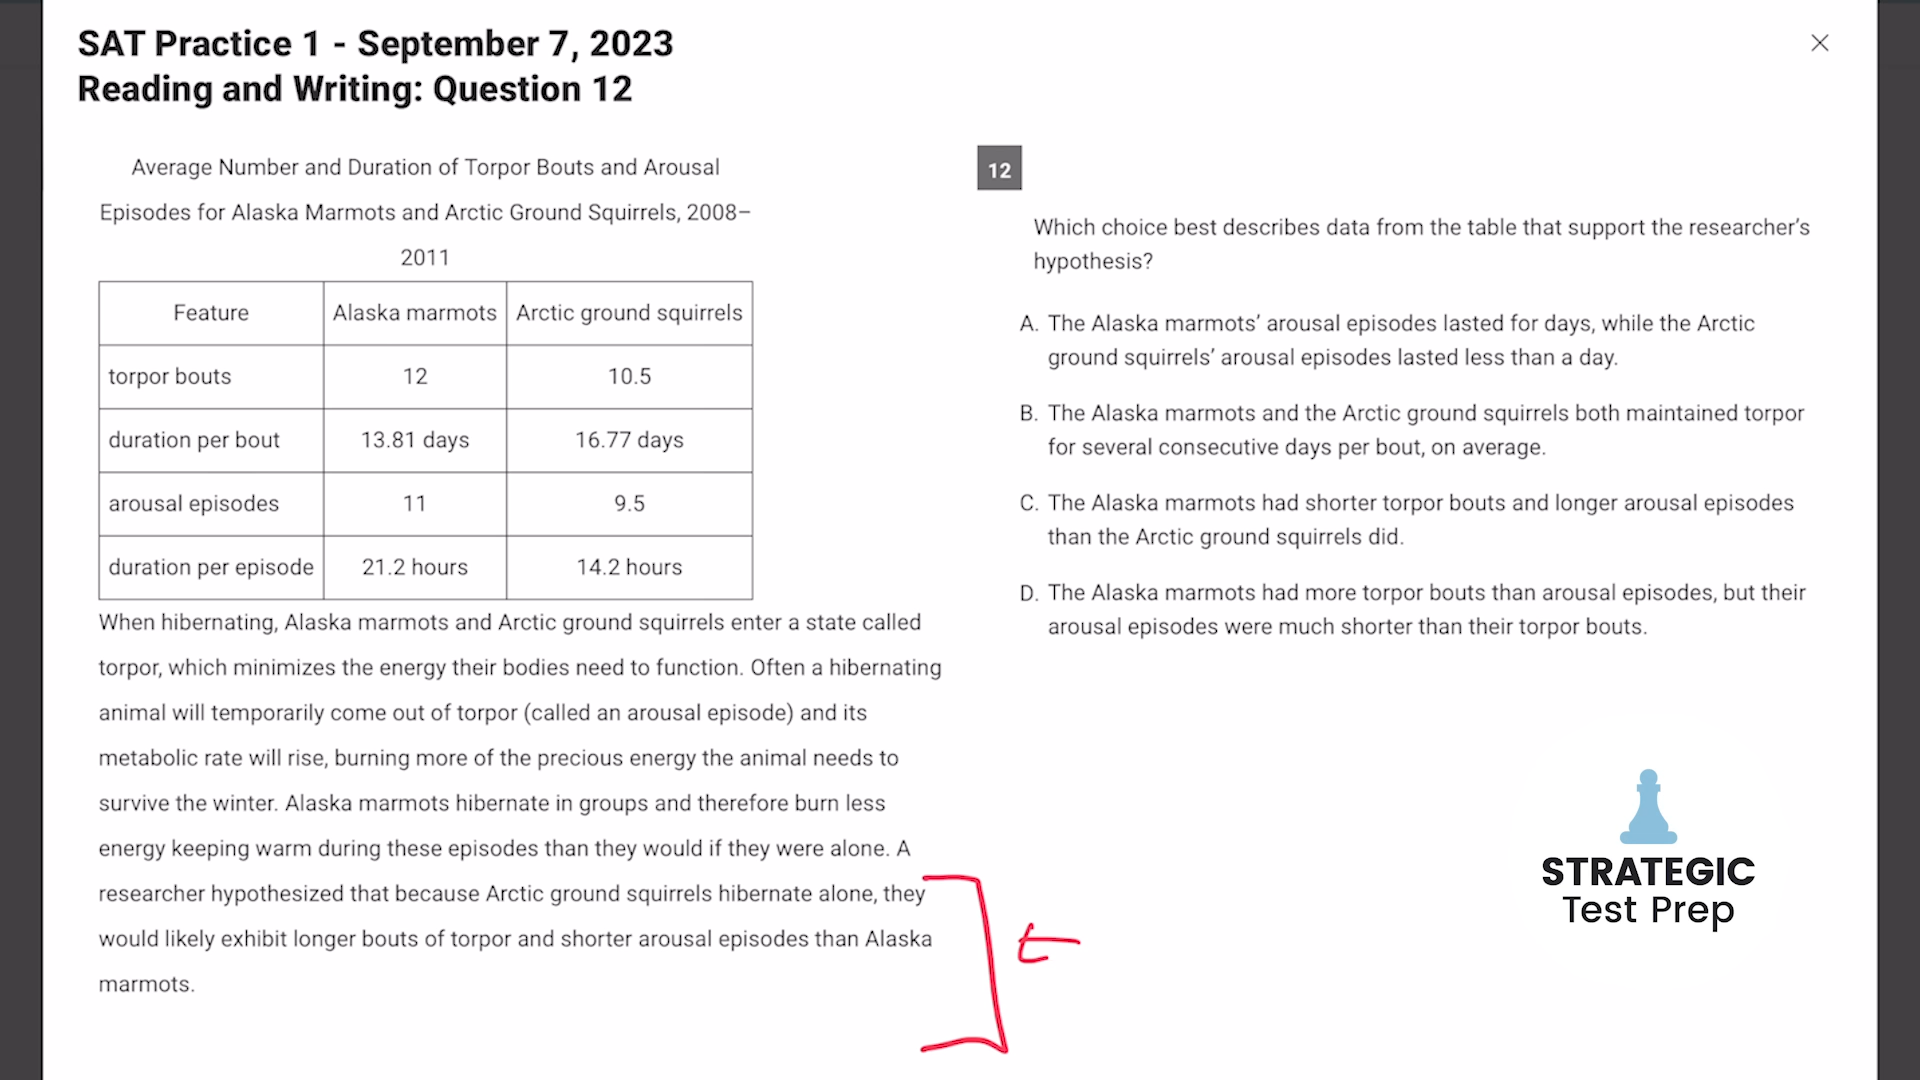 SAT Practice 1 - September 7, 2023
Reading and Writing: Question 12
Average Number and Duration of Torpor Bouts and Arousal
Episodes for Alaska Marmots and Arctic Ground Squirrels, 2008–
2011
Feature Alaska marmots Arctic ground squirrels
torpor bouts 12 10.5
duration per bout 13.81 days 16.77 days
arousal episodes 11 9.5
duration per episode 21.2 hours 14.2 hours
When hibernating, Alaska marmots and Arctic ground squirrels enter a state called
torpor, which minimizes the energy their bodies need to function. Often a hibernating
animal will temporarily come out of torpor (called an arousal episode) and its
metabolic rate will rise, burning more of the precious energy the animal needs to
survive the winter. Alaska marmots hibernate in groups and therefore burn less
energy keeping warm during these episodes than they would if they were alone. A
researcher hypothesized that because Arctic ground squirrels hibernate alone, they
would likely exhibit longer bouts of torpor and shorter arousal episodes than Alaska
marmots.
12
Which choice best describes data from the table that support the researcher’s
hypothesis?
A. The Alaska marmots’ arousal episodes lasted for days, while the Arctic
ground squirrels’ arousal episodes lasted less than a day.
B. The Alaska marmots and the Arctic ground squirrels both maintained torpor
for several consecutive days per bout, on average.
C. The Alaska marmots had shorter torpor bouts and longer arousal episodes
than the Arctic ground squirrels did.
D. The Alaska marmots had more torpor bouts than arousal episodes, but their
arousal episodes were much shorter than their torpor bouts.
STRATEGIC
Test Prep